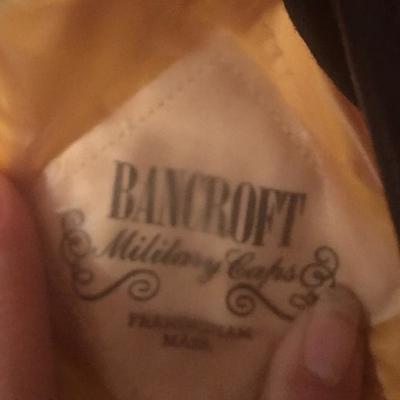 BANCROFT
Military Caps
FRAMINGHAM
MASS.